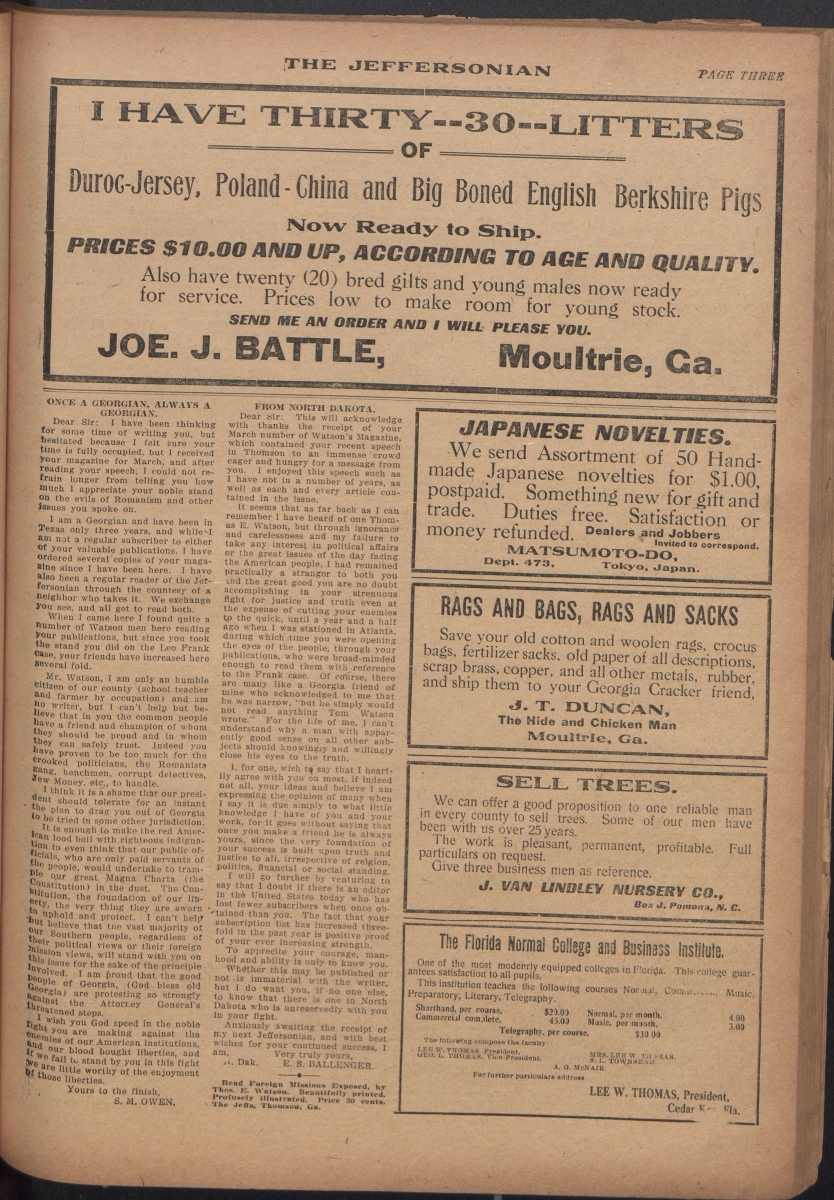 THE JEFFERSONIAN
PAGE THREE
I HAVE THIRTY--30--LITTERS
OF
Duroc-Jersey, Poland-China and Big Boned English Berkshire Pigs
Now Ready to Ship.
PRICES $10.00 AND UP, ACCORDING TO AGE AND QUALITY.
Also have twenty (20) bred gilts and young males now ready
for service. Prices low to make room for young stock.
SEND ME AN ORDER AND I WILL PLEASE YOU.
JOE. J. BATTLE, Moultrie, Ga.
ONCE A GEORGIAN, ALWAYS A
GEORGIAN.
Dear Sir: I have been thinking
for some time of writing you, but
hesitated because I felt sure your
time is fully occupied, but I received
your magazine for March, and after
reading your speech, I could not re-
frain longer from telling you how
much I appreciate your noble stand
on the evils of Romanism and other
issues you spoke on.
I am a Georgian and have been in
Texas only three years, and while I
am not a regular subscriber to either
of your valuable publications, I have
ordered several copies of your maga-
zine since I have been here. I have
also been a regular reader of the Jef-
fersonian through the courtesy of a
neighbor who takes it. We exchange
you see, and all get to read both.
When I came here I found quite a
number of Watson men here reading
your publications, but since you took
the stand you did on the Leo Frank
case, your friends have increased here
several fold.
Mr. Watson, I am only an humble
citizen of our county (school teacher
and farmer by occupation) and am
no writer, but I can't help but be-
lieve that in you the common people
have a friend and champion of whom
they should be proud and in whom
they can safely trust. Indeed you
have proven to be too much for the
crooked politicians, the Romanists
gang, henchmen, corrupt detectives,
Jew Money, etc., to handle.
I think it is a shame that our presi-
dent should tolerate for an instant
the plan to drag you out of Georgia
to be tried in some other jurisdiction.
It is enough to make the red Amer-
ican blood boil with righteous indigna-
tion to even think that our public of-
ficials, who are only paid servants of
the people, would undertake to tram-
ple our great Magna Charta (the
Constitution) in the dust. The Con-
stitution, the foundation of our lib-
erty, the very thing they are sworn
to uphold and protect. I can't help
but believe that the vast majority of
our Southern people, regardless of
their political views or their foreign
mission views, will stand with you on
this issue for the sake of the principle
involved. I am proud that the good
people of Georgia, (God bless old
Georgia) are protesting so strongly
against the Attorney General's
threatened steps.
I wish you God speed in the noble
fight you are making against the
enemies of our American institutions,
and our blood bought liberties, and
if we fail to stand by you in this fight
we are little worthy of the enjoyment
of those liberties.
Yours to the finish,
S. M. OWEN.
FROM NORTH DAKOTA.
Dear Sir: This will acknowledge
with thanks the receipt of your
March number of Watson's Magazine,
which contained your recent speech
in Thomson to an immense crowd
eager and hungry for a message from
you. I enjoyed this speech such as
I have not in a number of years, as
well as each and every article con-
tained in the issue.
It seems that as far back as I can
remember I have heard of one Thom-
as E. Watson, but through ignorance
and carelessness and my failure to
take any interest in political affairs
or the great issues of the day facing
the American people, I had remained
practically a stranger to both you
and the great good you are no doubt
accomplishing in your strenuous
fight for justice and truth even at
the expense of cutting your enemies
to the quick, until a year and a half
ago when I was stationed in Atlanta,
during which time you were opening
the eyes of the people, through your
publications, who were broad-minded
enough to read them with reference
to the Frank case. Of course, there
are many like a Georgia friend of
mine who acknowledged to me that
he was narrow, "but he simply would
not read anything Tom Watson
wrote." For the life of me, I can't
understand why a man with appar-
ently good sense on all other sub-
jects should knowingly and willingly
close his eyes to the truth.
I, for one, wish to say that I heart-
ily agree with you on most, if indeed
not all, your ideas and believe I am
expressing the opinion of many when
I say it is due simply to what little
knowledge I have of you and your
work, for it goes without saying that
once you make a friend he is always
yours, since the very foundation of
your success is built upon truth and
justice to all, irrespective of relgion,
politics, financial or social standing.
I will go further by venturing to
say that I doubt if there is an editor
in the United States today who has
lost fewer subscribers when once ob-
tained than you. The fact that your
subscription list has increased three-
fold in the past year is positive proof
of your ever increasing strength.
To appreciate your courage, man-
hood and ability is only to know you.
Whether this may be published or
not is immaterial with the writer,
but I do want you, if no one else,
to know that there is one in North
Dakota who is unreservedly with you
in your fight.
Anxiously awaiting the receipt of
my next Jeffersonian, and with best
wishes for your continued success, I
am, Very truly yours,
N. Dak. E. S. BALLENGER.
Read Foreign Missions Exposed, by
Thos. E. Watson. Beautifully printed.
Profusely illustrated. Price 30 cents.
The Jeffs, Thomson, Ga.
JAPANESE NOVELTIES.
We send Assortment of 50 Hand-
made Japanese novelties for $1.00,
postpaid. Something new for gift and
trade. Duties free. Satisfaction or
money refunded. Dealers and Jobbers
Invited to correspond.
MATSUMOTO-DO,
Dept. 473, Tokyo, Japan.
RAGS AND BAGS, RAGS AND SACKS
Save your old cotton and woolen rags, crocus
bags, fertilizer sacks, old paper of all descriptions,
scrap brass, copper, and all other metals, rubber,
and ship them to your Georgia Cracker friend,
J. T. DUNCAN,
The Hide and Chicken Man
Moultrie, Ga.
SELL TREES.
We can offer a good proposition to one reliable man
in every county to sell trees. Some of our men have
been with us over 25 years.
The work is pleasant, permanent, profitable. Full
particulars on request.
Give three business men as reference.
J. VAN LINDLEY NURSERY CO.,
Box J. Pomona, N. C.
The Florida Normal College and Business Institute.
One of the most modently equipped colleges in Florida. This college guar-
antees satisfaction to all pupils.
This institution teaches the following courses Normal, Music,
Preparatory, Literary, Telegraphy.
Shorthand, per course, $20.00 Normal, per month, 4.00
Commercial complete, 45.00 Music, per month, 3.00
Telegraphy, per course, $30 00
The following compose the faculty
LEE W. THOMAS, President, MRS. LEE W. THOMAS,
GEO. L. THOMAS, Vice-President. S. L. TOWNSEND
A. G. McNAIR.
For further particulars address
LEE W. THOMAS, President,
Cedar Fla.